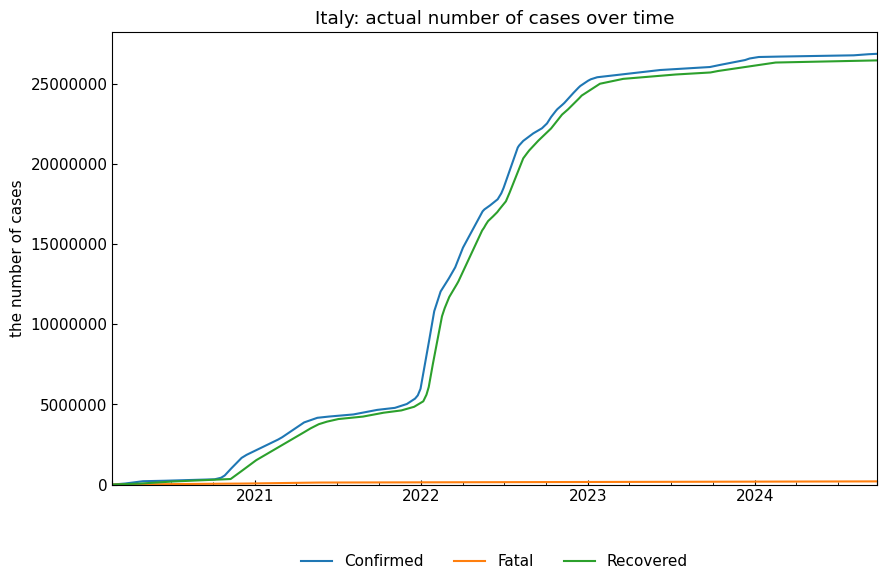 Italy: actual number of cases over time
the number of cases
25000000
20000000
15000000
10000000
5000000
0
2021 2022 2023 2024
Confirmed Fatal Recovered